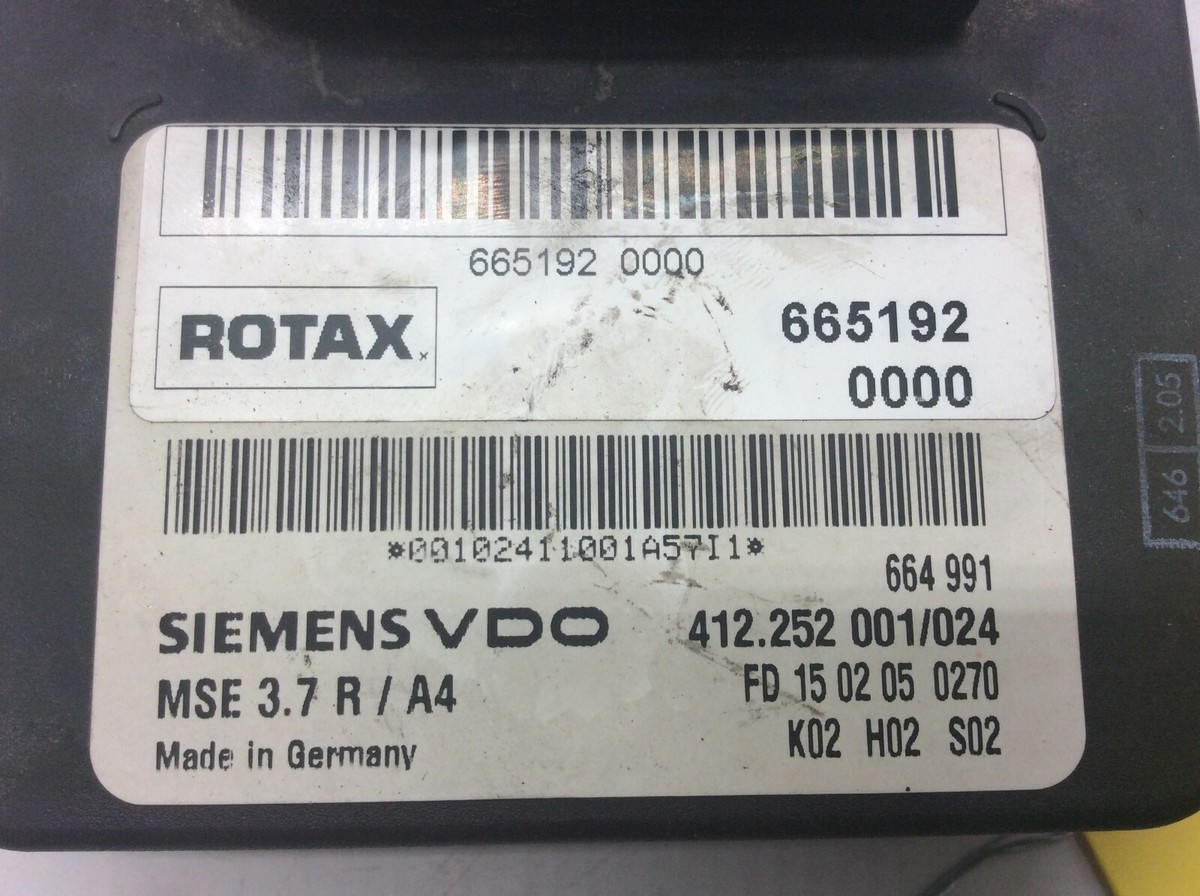 665192 0000
ROTAX
665192
0000
*00102411001A57I1*
664 991
SIEMENS VDO
412.252 001/024
MSE 3.7 R / A4
FD 15 02 05 0270
Made in Germany
K02 H02 S02
646 2.05